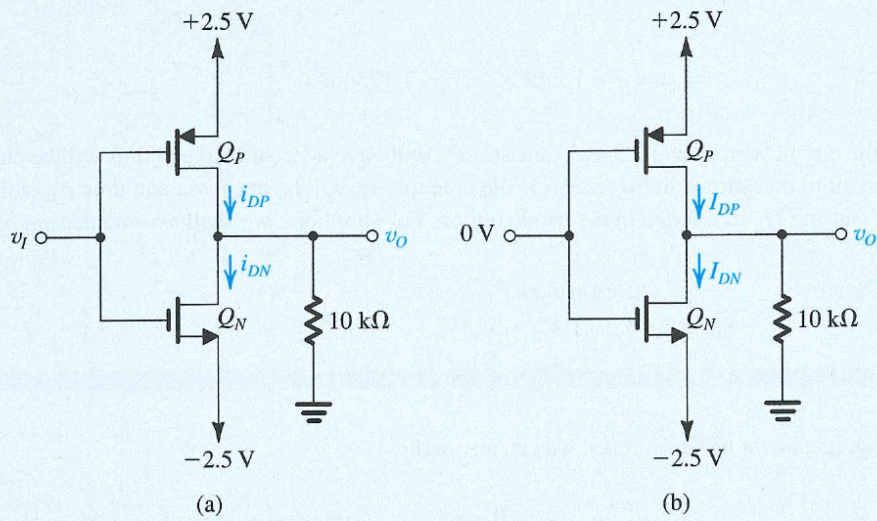 +2.5 V
Q_P
i_DP
v_I
v_O
i_DN
Q_N
10 kΩ
−2.5 V
(a)
+2.5 V
Q_P
I_DP
0 V
v_O
I_DN
Q_N
10 kΩ
−2.5 V
(b)